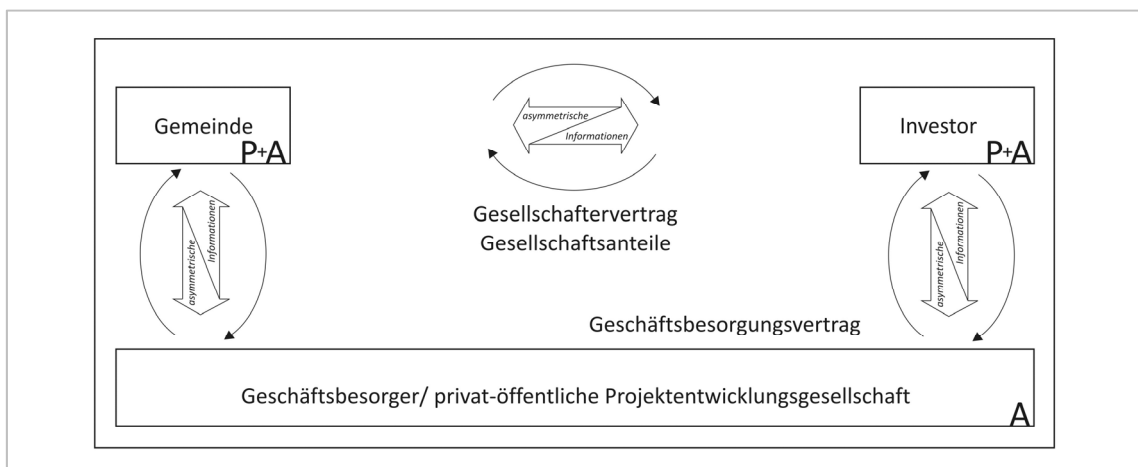 Gemeinde
P+A
asymmetrische
Informationen
Investor
P+A
Gesellschaftervertrag
Gesellschaftsanteile
asymmetrische
Informationen
asymmetrische
Informationen
Geschäftsbesorgungsvertrag
Geschäftsbesorger/ privat-öffentliche Projektentwicklungsgesellschaft
A